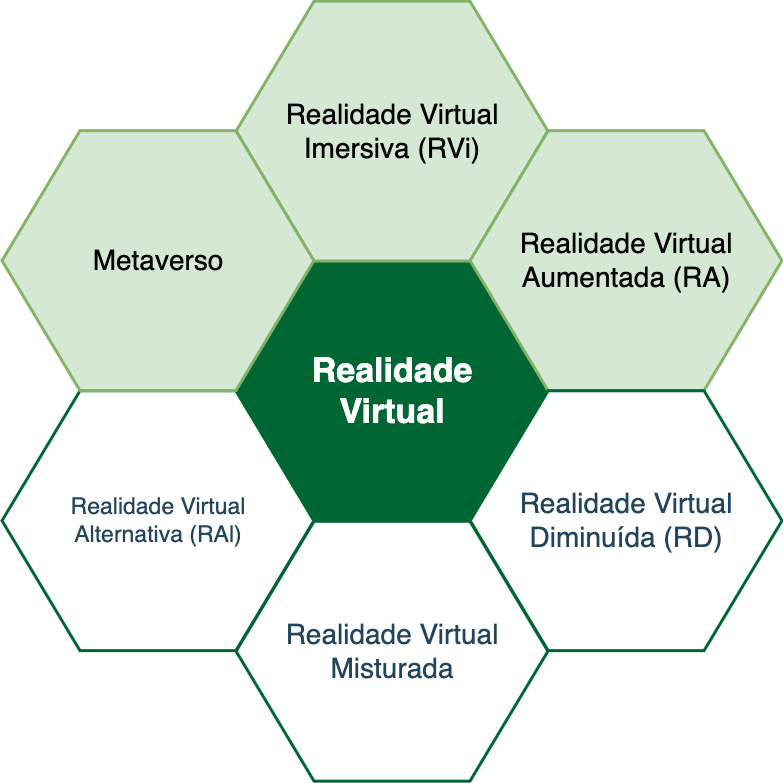 Realidade Virtual
Imersiva (RVi)
Realidade Virtual
Aumentada (RA)
Metaverso
Realidade
Virtual
Realidade Virtual
Alternativa (RAl)
Realidade Virtual
Diminuída (RD)
Realidade Virtual
Misturada